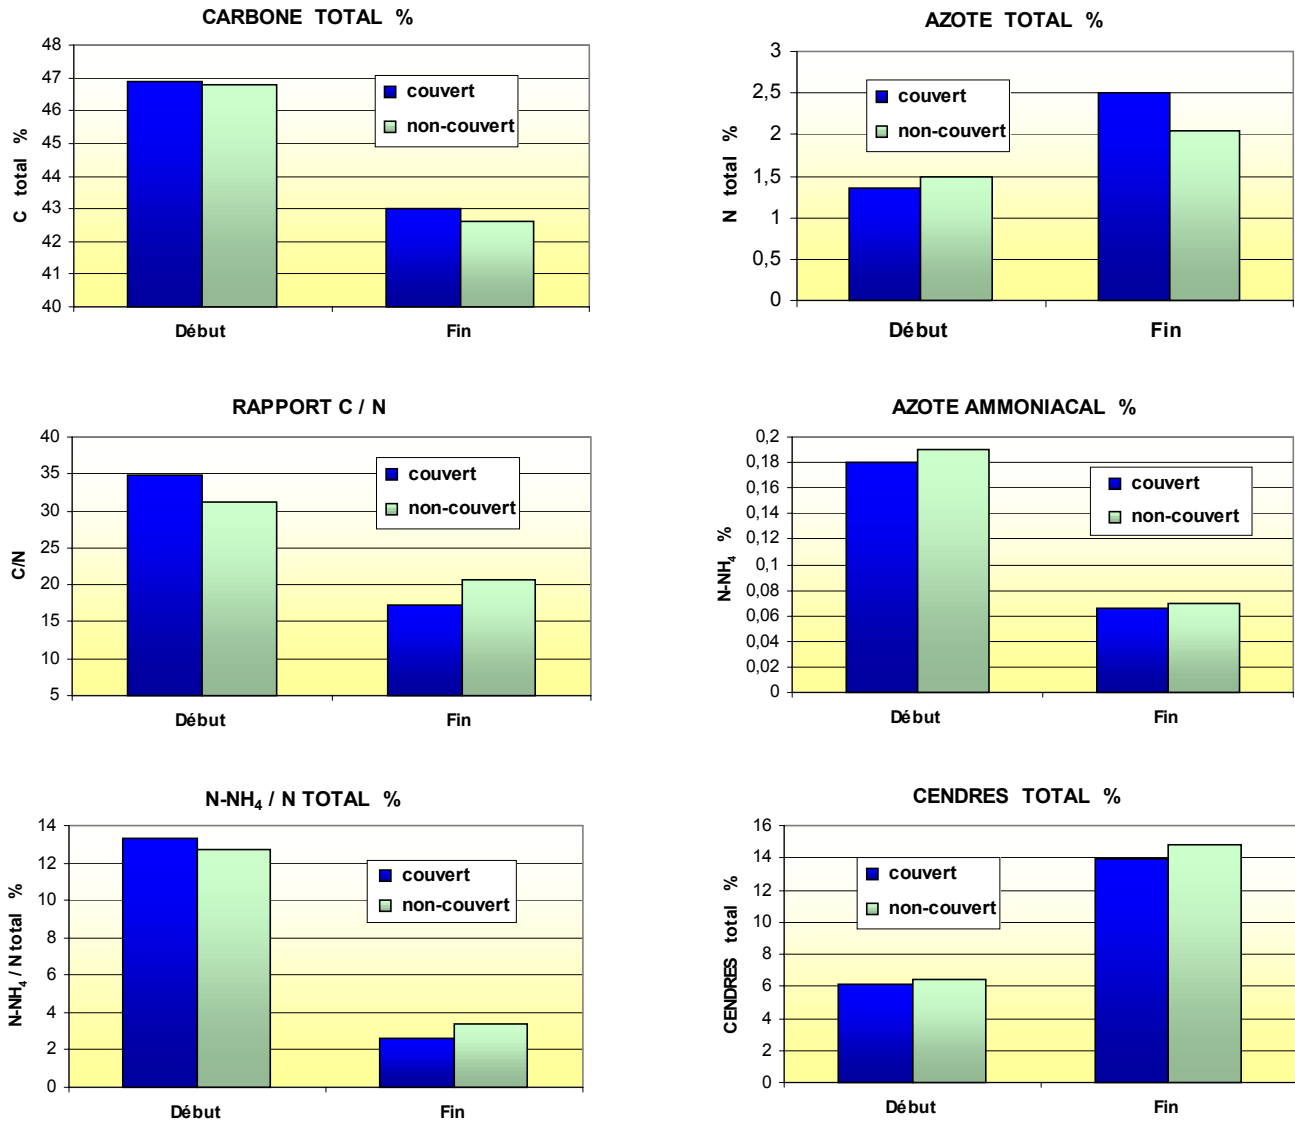 CARBONE TOTAL %
48
47
46
45
44
43
42
41
40
C total %
couvert
non-couvert
Début
Fin
AZOTE TOTAL %
3
2,5
2
1,5
1
0,5
0
N total %
couvert
non-couvert
Début
Fin
RAPPORT C / N
40
35
30
25
20
15
10
5
C/N
couvert
non-couvert
Début
Fin
AZOTE AMMONIACAL %
0,2
0,18
0,16
0,14
0,12
0,1
0,08
0,06
0,04
0,02
0
N-NH₄ %
couvert
non-couvert
Début
Fin
N-NH₄ / N TOTAL %
14
12
10
8
6
4
2
0
N-NH₄ / N total %
couvert
non-couvert
Début
Fin
CENDRES TOTAL %
16
14
12
10
8
6
4
2
0
CENDRES total %
couvert
non-couvert
Début
Fin